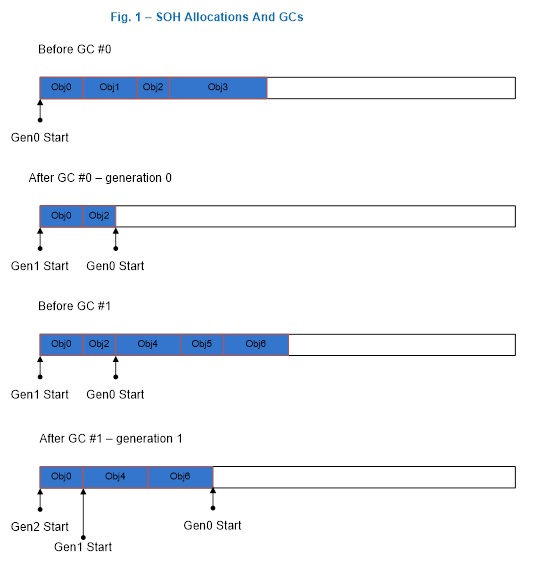 Fig. 1 – SOH Allocations And GCs
Before GC #0
Obj0 Obj1 Obj2 Obj3
Gen0 Start
After GC #0 – generation 0
Obj0 Obj2
Gen1 Start Gen0 Start
Before GC #1
Obj0 Obj2 Obj4 Obj5 Obj6
Gen1 Start Gen0 Start
After GC #1 – generation 1
Obj0 Obj4 Obj6
Gen2 Start Gen0 Start
Gen1 Start